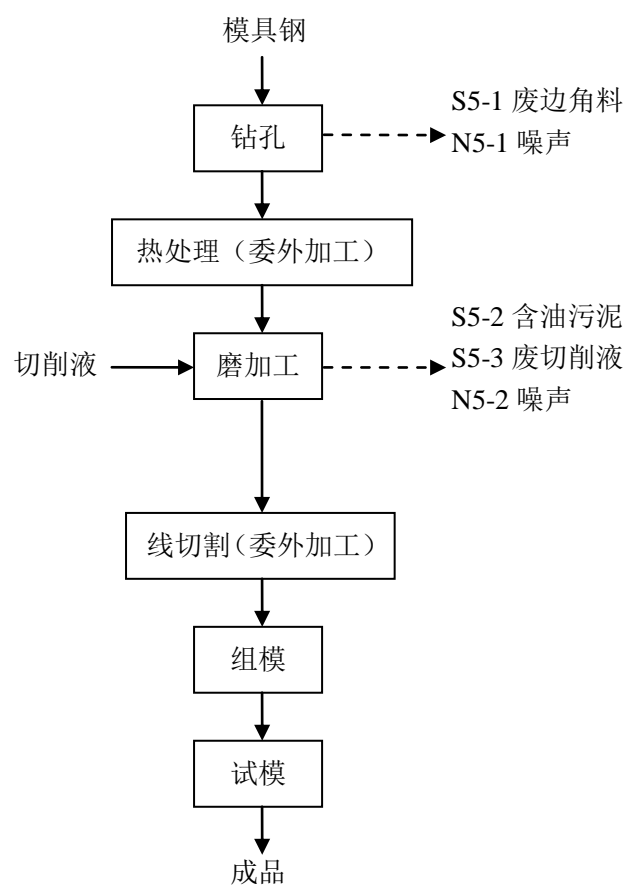 模具钢
钻孔
S5-1 废边角料
N5-1 噪声
热处理（委外加工）
切削液
磨加工
S5-2 含油污泥
S5-3 废切削液
N5-2 噪声
线切割（委外加工）
组模
试模
成品